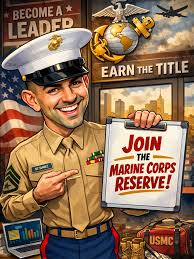 BECOME A
LEADER
EARN THE TITLE
JOIN
THE
MARINE CORPS
RESERVE!
USMC